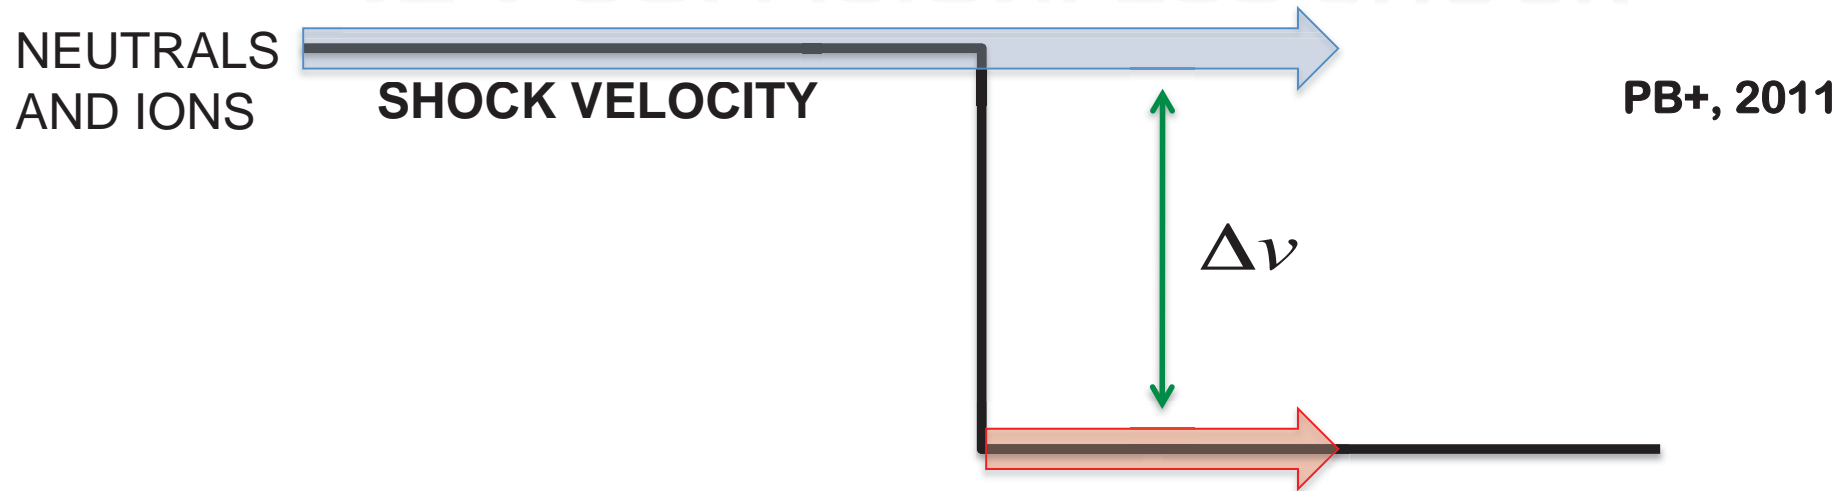 NEUTRALS
AND IONS
SHOCK VELOCITY
PB+, 2011
Δv